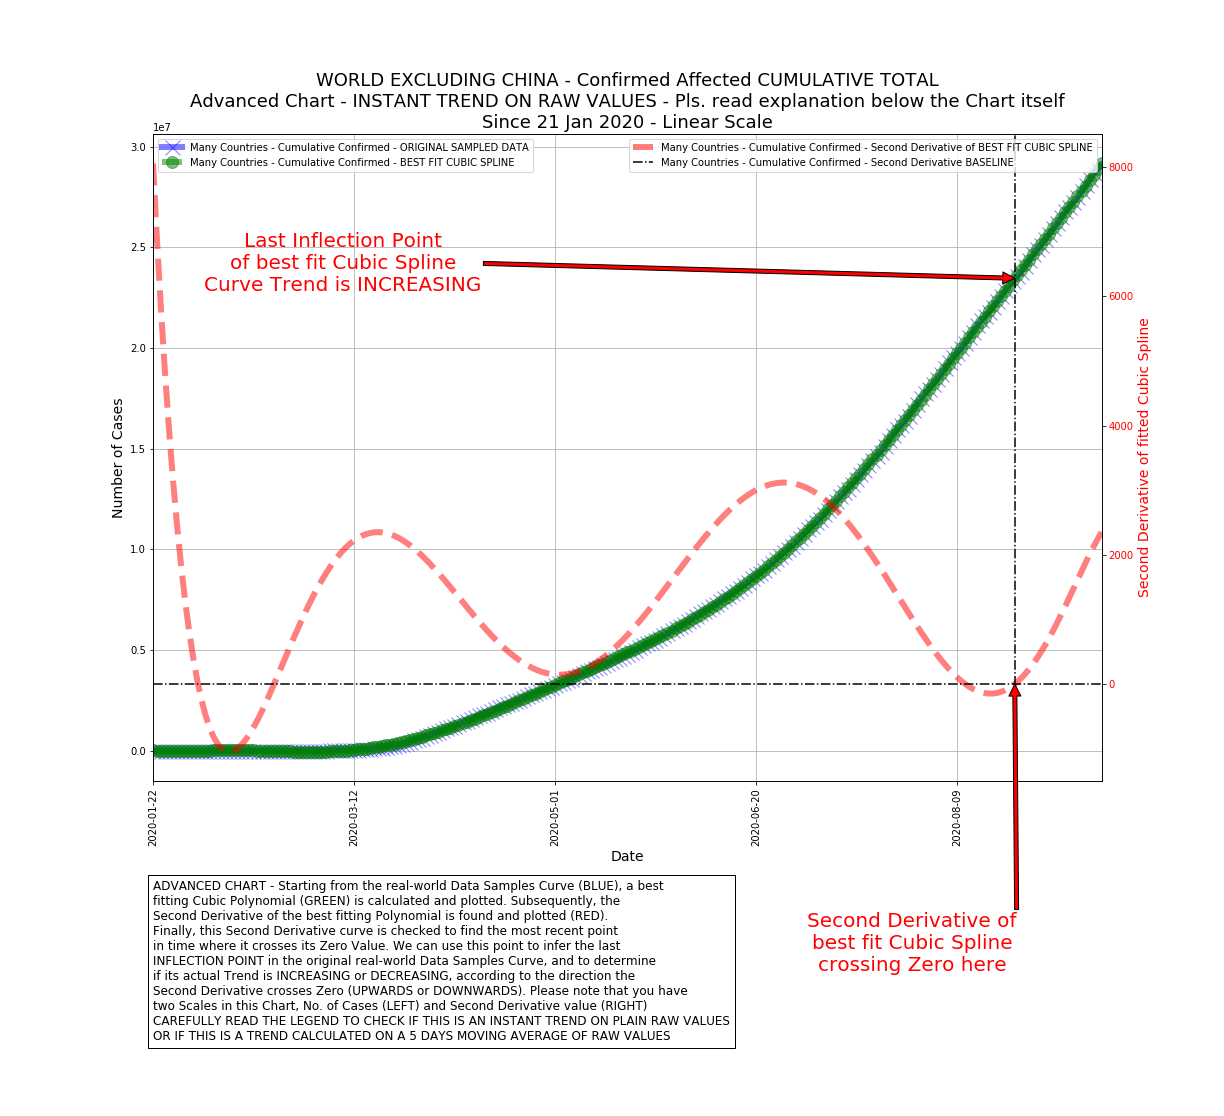 WORLD EXCLUDING CHINA - Confirmed Affected CUMULATIVE TOTAL
Advanced Chart - INSTANT TREND ON RAW VALUES - Pls. read explanation below the Chart itself
Since 21 Jan 2020 - Linear Scale
1e7
Many Countries - Cumulative Confirmed - ORIGINAL SAMPLED DATA
Many Countries - Cumulative Confirmed - BEST FIT CUBIC SPLINE
Many Countries - Cumulative Confirmed - Second Derivative of BEST FIT CUBIC SPLINE
Many Countries - Cumulative Confirmed - Second Derivative BASELINE
Last Inflection Point
of best fit Cubic Spline
Curve Trend is INCREASING
Number of Cases
3.0
2.5
2.0
1.5
1.0
0.5
0.0
8000
6000
4000
2000
0
Second Derivative of fitted Cubic Spline
2020-01-22
2020-03-12
2020-05-01
2020-06-20
2020-08-09
Date
ADVANCED CHART - Starting from the real-world Data Samples Curve (BLUE), a best
fitting Cubic Polynomial (GREEN) is calculated and plotted. Subsequently, the
Second Derivative of the best fitting Polynomial is found and plotted (RED).
Finally, this Second Derivative curve is checked to find the most recent point
in time where it crosses its Zero Value. We can use this point to infer the last
INFLECTION POINT in the original real-world Data Samples Curve, and to determine
if its actual Trend is INCREASING or DECREASING, according to the direction the
Second Derivative crosses Zero (UPWARDS or DOWNWARDS). Please note that you have
two Scales in this Chart, No. of Cases (LEFT) and Second Derivative value (RIGHT)
CAREFULLY READ THE LEGEND TO CHECK IF THIS IS AN INSTANT TREND ON PLAIN RAW VALUES
OR IF THIS IS A TREND CALCULATED ON A 5 DAYS MOVING AVERAGE OF RAW VALUES
Second Derivative of
best fit Cubic Spline
crossing Zero here